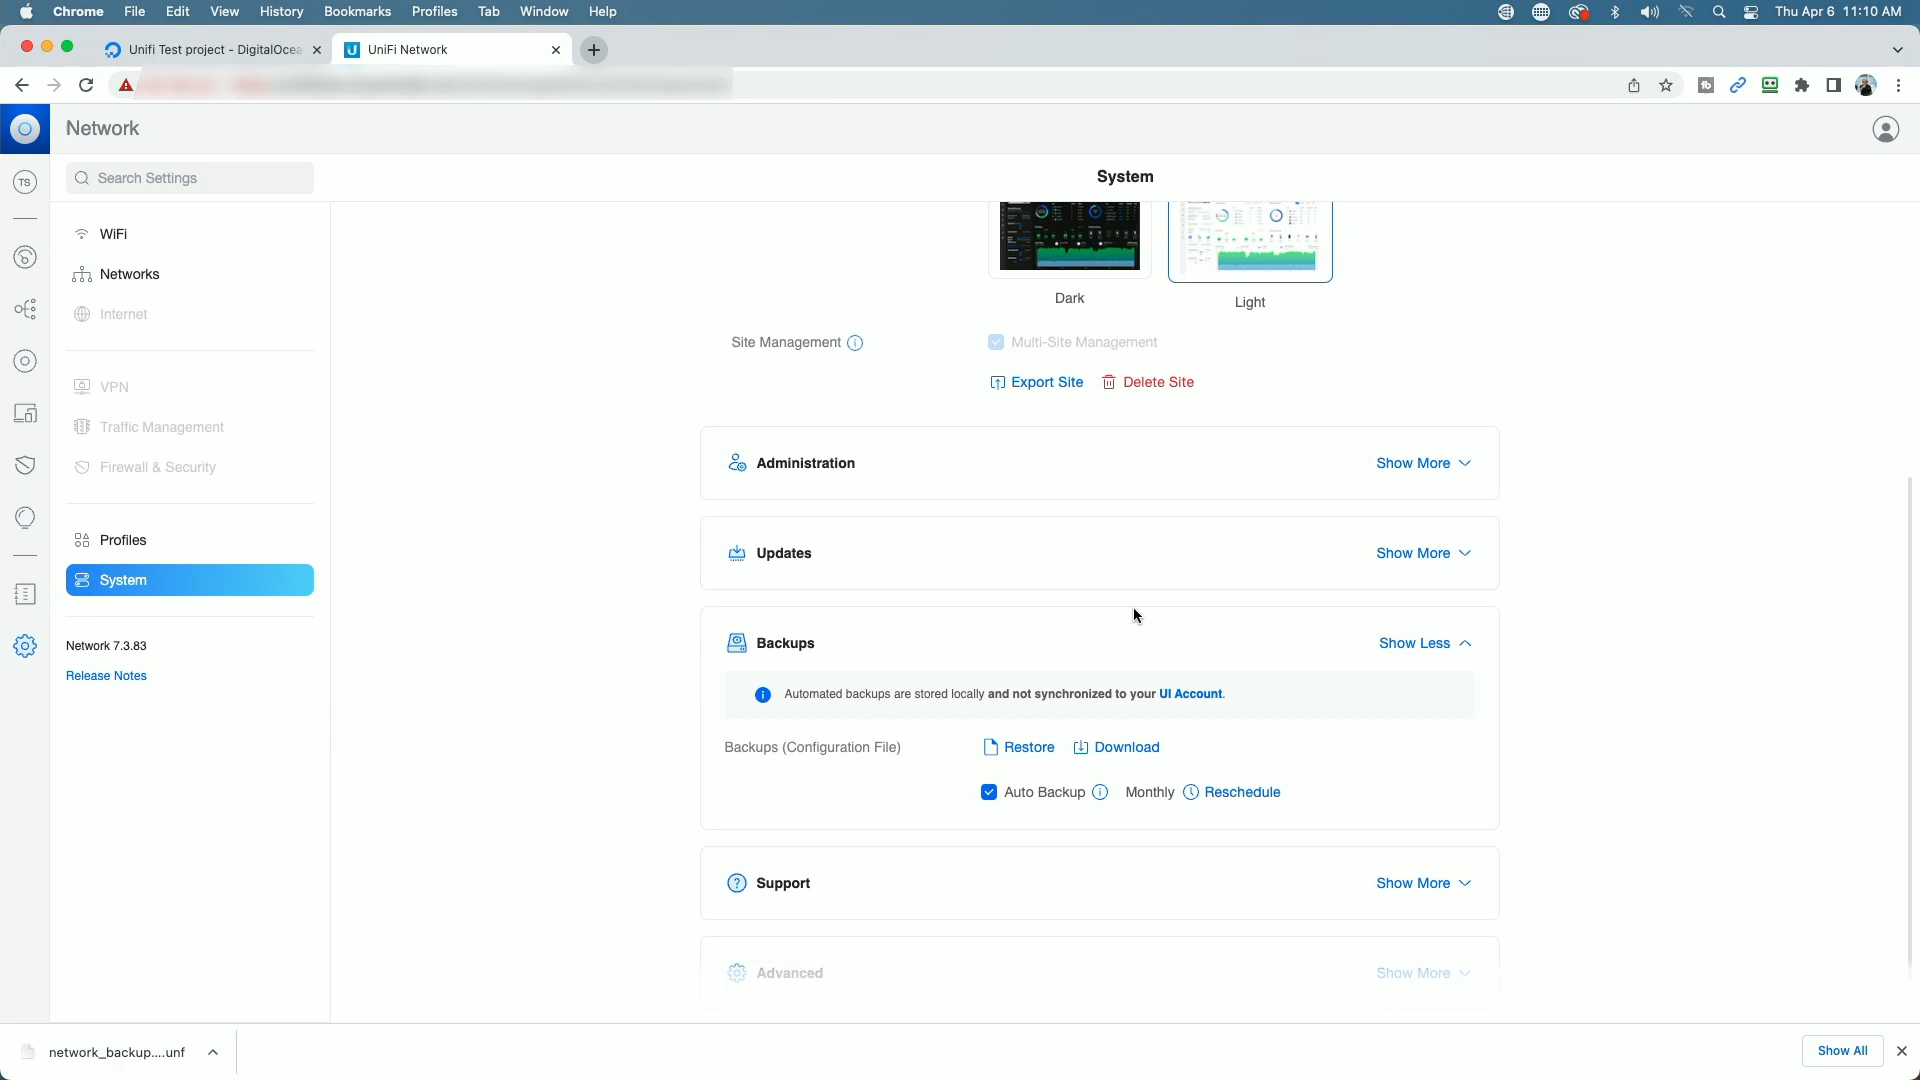 Chrome File Edit View History Bookmarks Profiles Tab Window Help
Thu Apr 6 11:10 AM
Unifi Test project - DigitalOcea
UniFi Network
Network
TS
Search Settings
System
WiFi
Networks
Internet
VPN
Traffic Management
Firewall & Security
Profiles
System
Network 7.3.83
Release Notes
Dark
Light
Site Management
Multi-Site Management
Export Site
Delete Site
Administration
Show More
Updates
Show More
Backups
Show Less
Automated backups are stored locally and not synchronized to your UI Account.
Backups (Configuration File)
Restore
Download
Auto Backup
Monthly
Reschedule
Support
Show More
Advanced
Show More
network_backup....unf
Show All